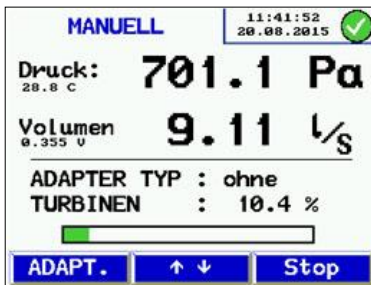 MANUELL
11:41:52
20.08.2015
Druck: 701.1 Pa
28.8 C
Volumen 9.11 l/s
0.355 V
ADAPTER TYP : ohne
TURBINEN : 10.4 %
ADAPT. ↑ ↓ Stop